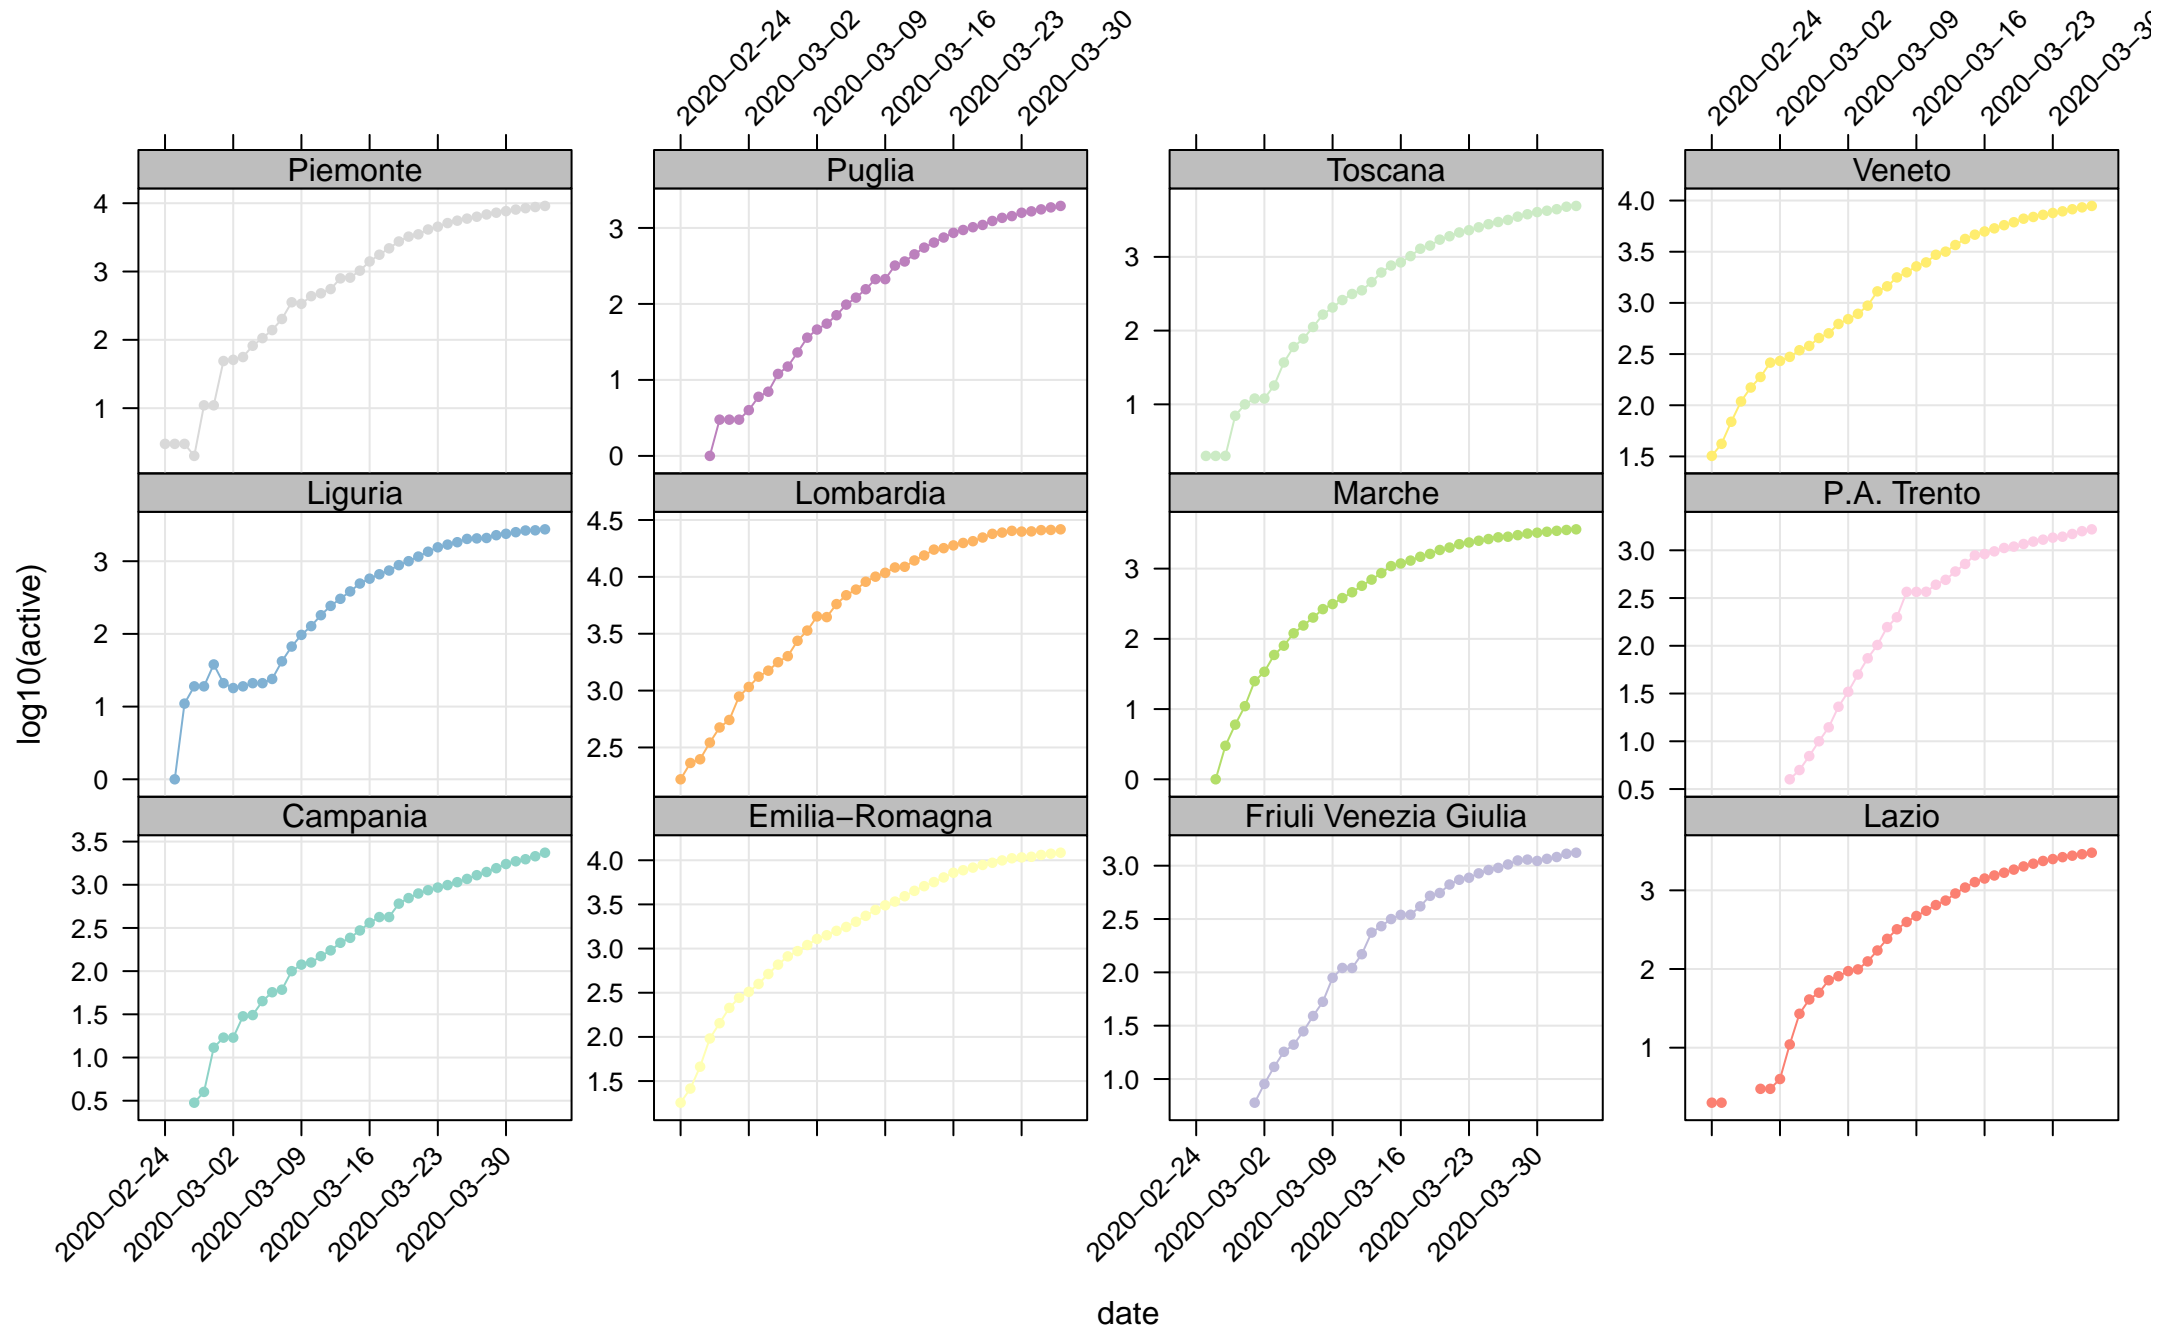 2020−02−24 2020−03−02 2020−03−09 2020−03−16 2020−03−23 2020−03−30 2020−02−24 2020−03−02 2020−03−09 2020−03−16 2020−03−23 2020−03−30
Piemonte Puglia Toscana Veneto
4 3 2 1
3 2 1 0
3 2 1
4.0 3.5 3.0 2.5 2.0 1.5
Liguria Lombardia Marche P.A. Trento
3 2 1 0
4.5 4.0 3.5 3.0 2.5
3 2 1 0
3.0 2.5 2.0 1.5 1.0 0.5
log10(active)
Campania Emilia−Romagna Friuli Venezia Giulia Lazio
3.5 3.0 2.5 2.0 1.5 1.0 0.5
4.0 3.5 3.0 2.5 2.0 1.5
3.0 2.5 2.0 1.5 1.0
3 2 1
2020−02−24 2020−03−02 2020−03−09 2020−03−16 2020−03−23 2020−03−30 2020−02−24 2020−03−02 2020−03−09 2020−03−16 2020−03−23 2020−03−30
date